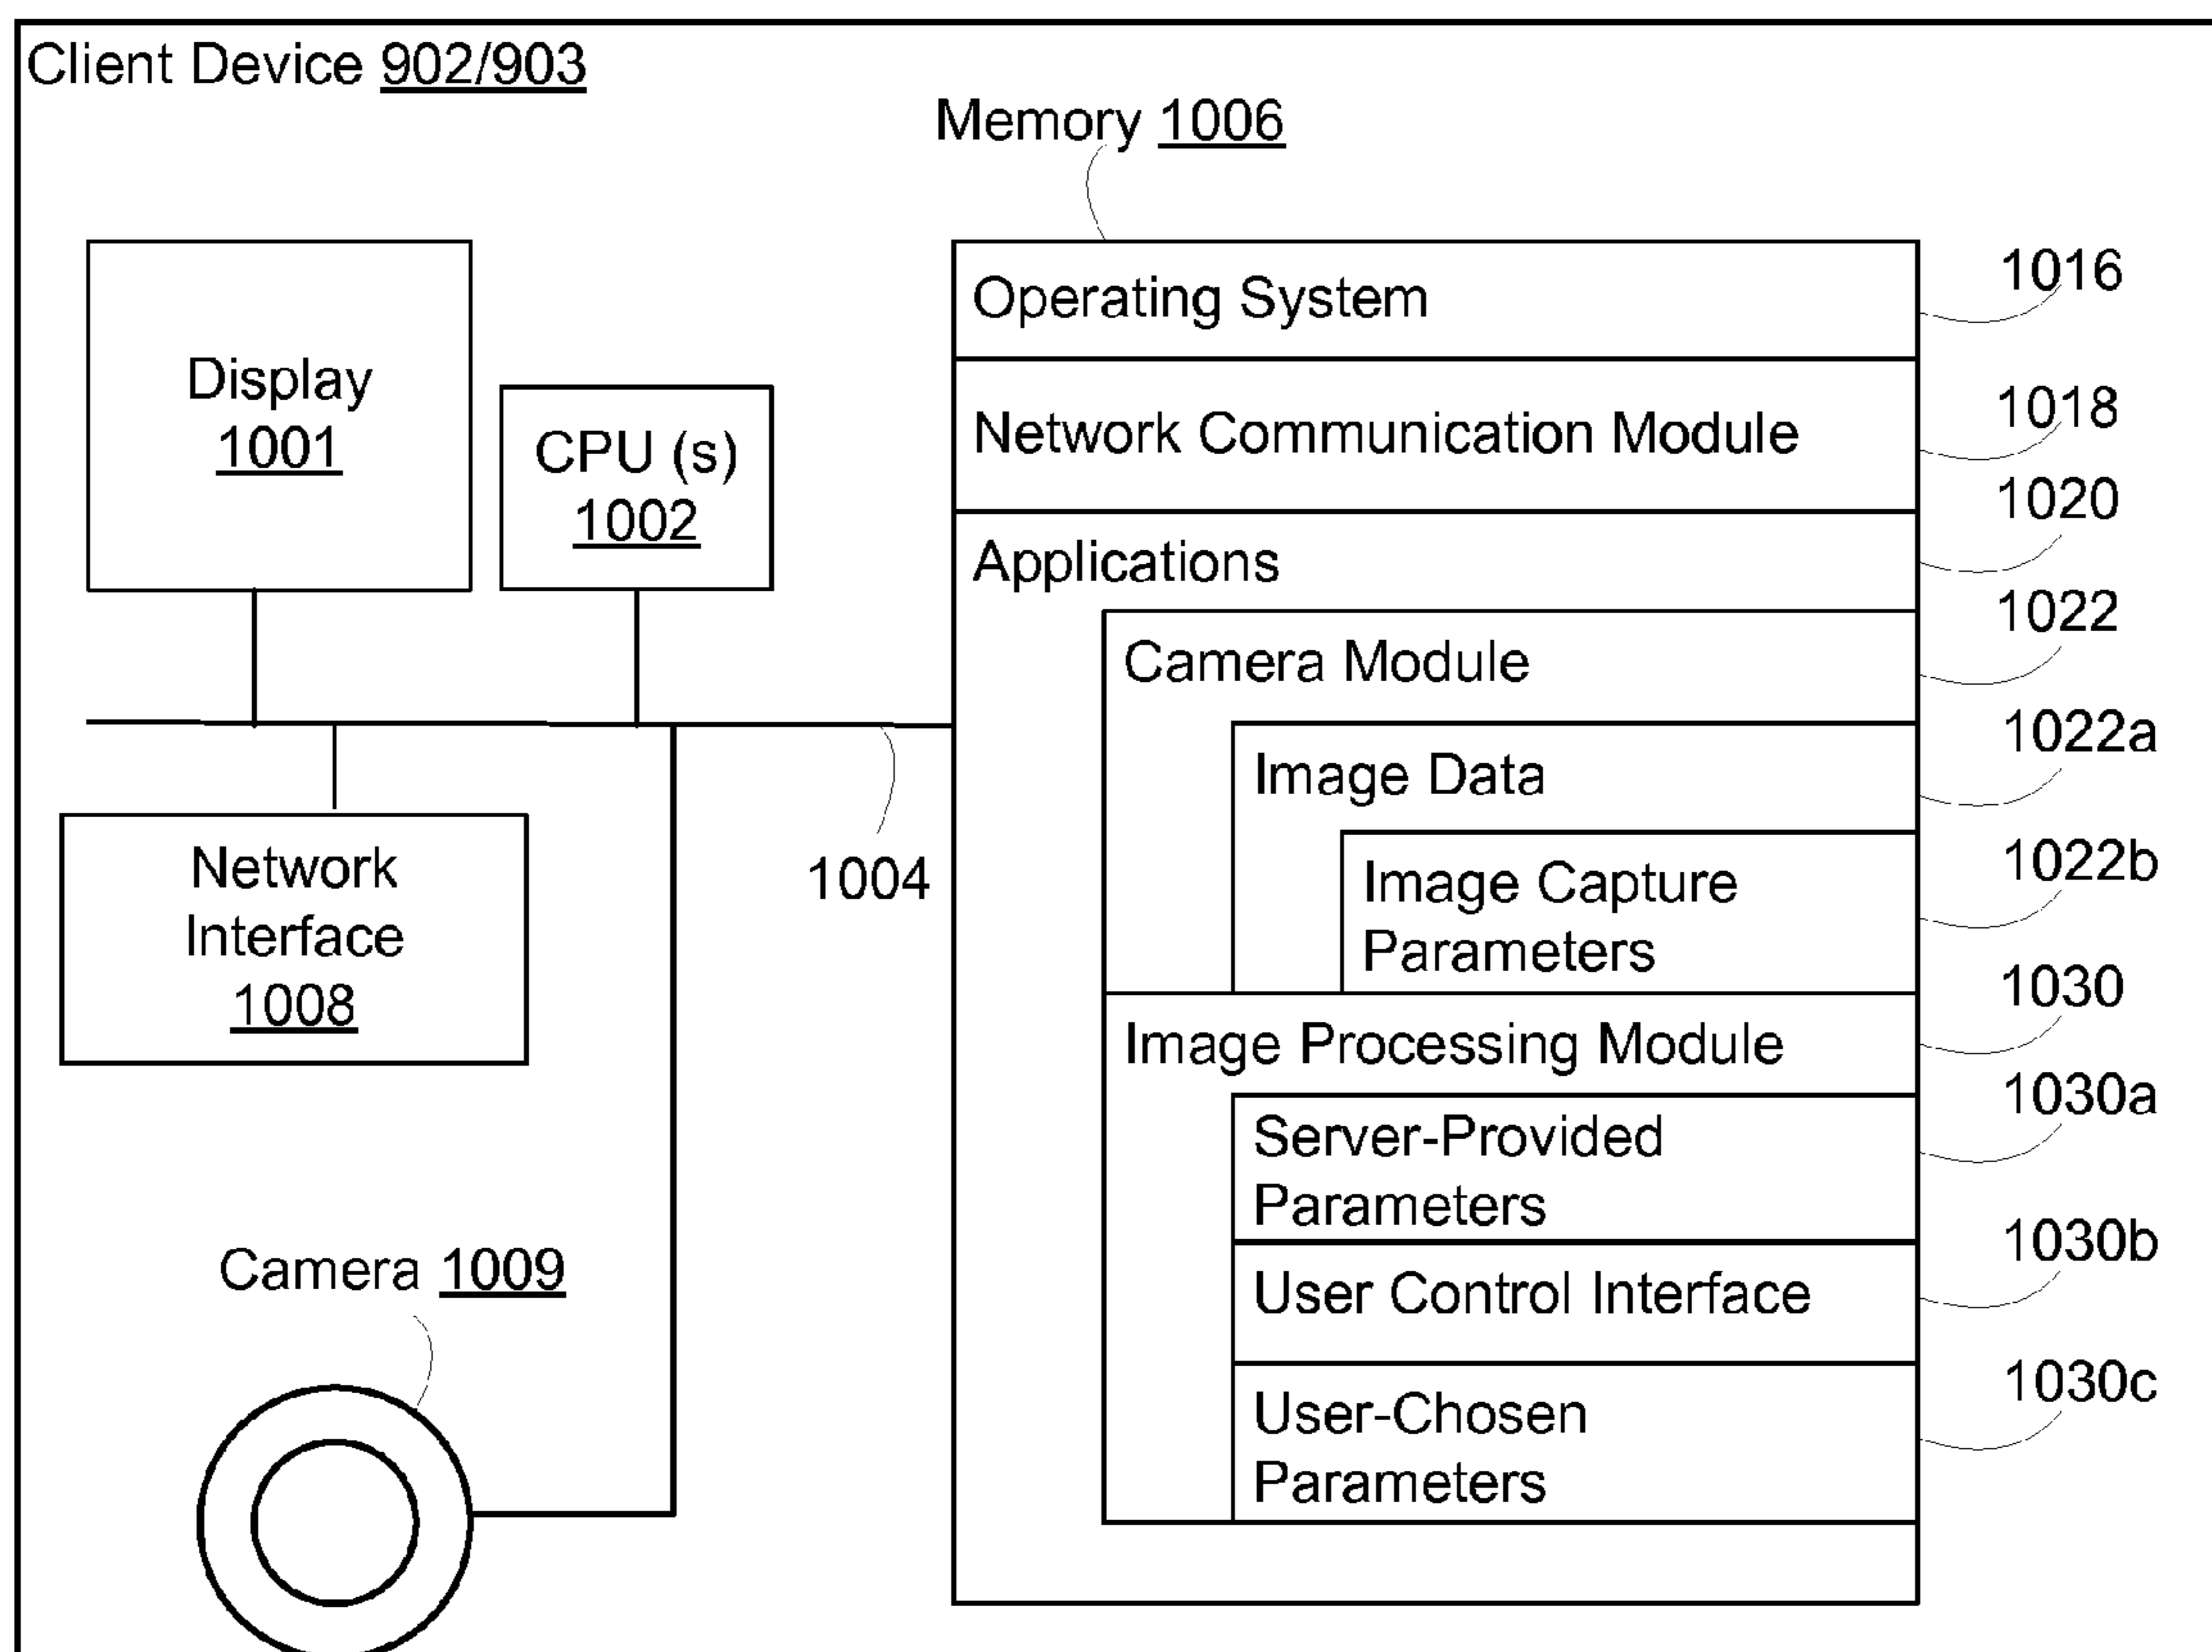 Client Device 902/903
Memory 1006
Display
1001
CPU (s)
1002
Network
Interface
1008
1004
Camera 1009
Operating System
1016
Network Communication Module
1018
Applications
1020
Camera Module
1022
Image Data
1022a
Image Capture
Parameters
1022b
Image Processing Module
1030
Server-Provided
Parameters
1030a
User Control Interface
1030b
User-Chosen
Parameters
1030c